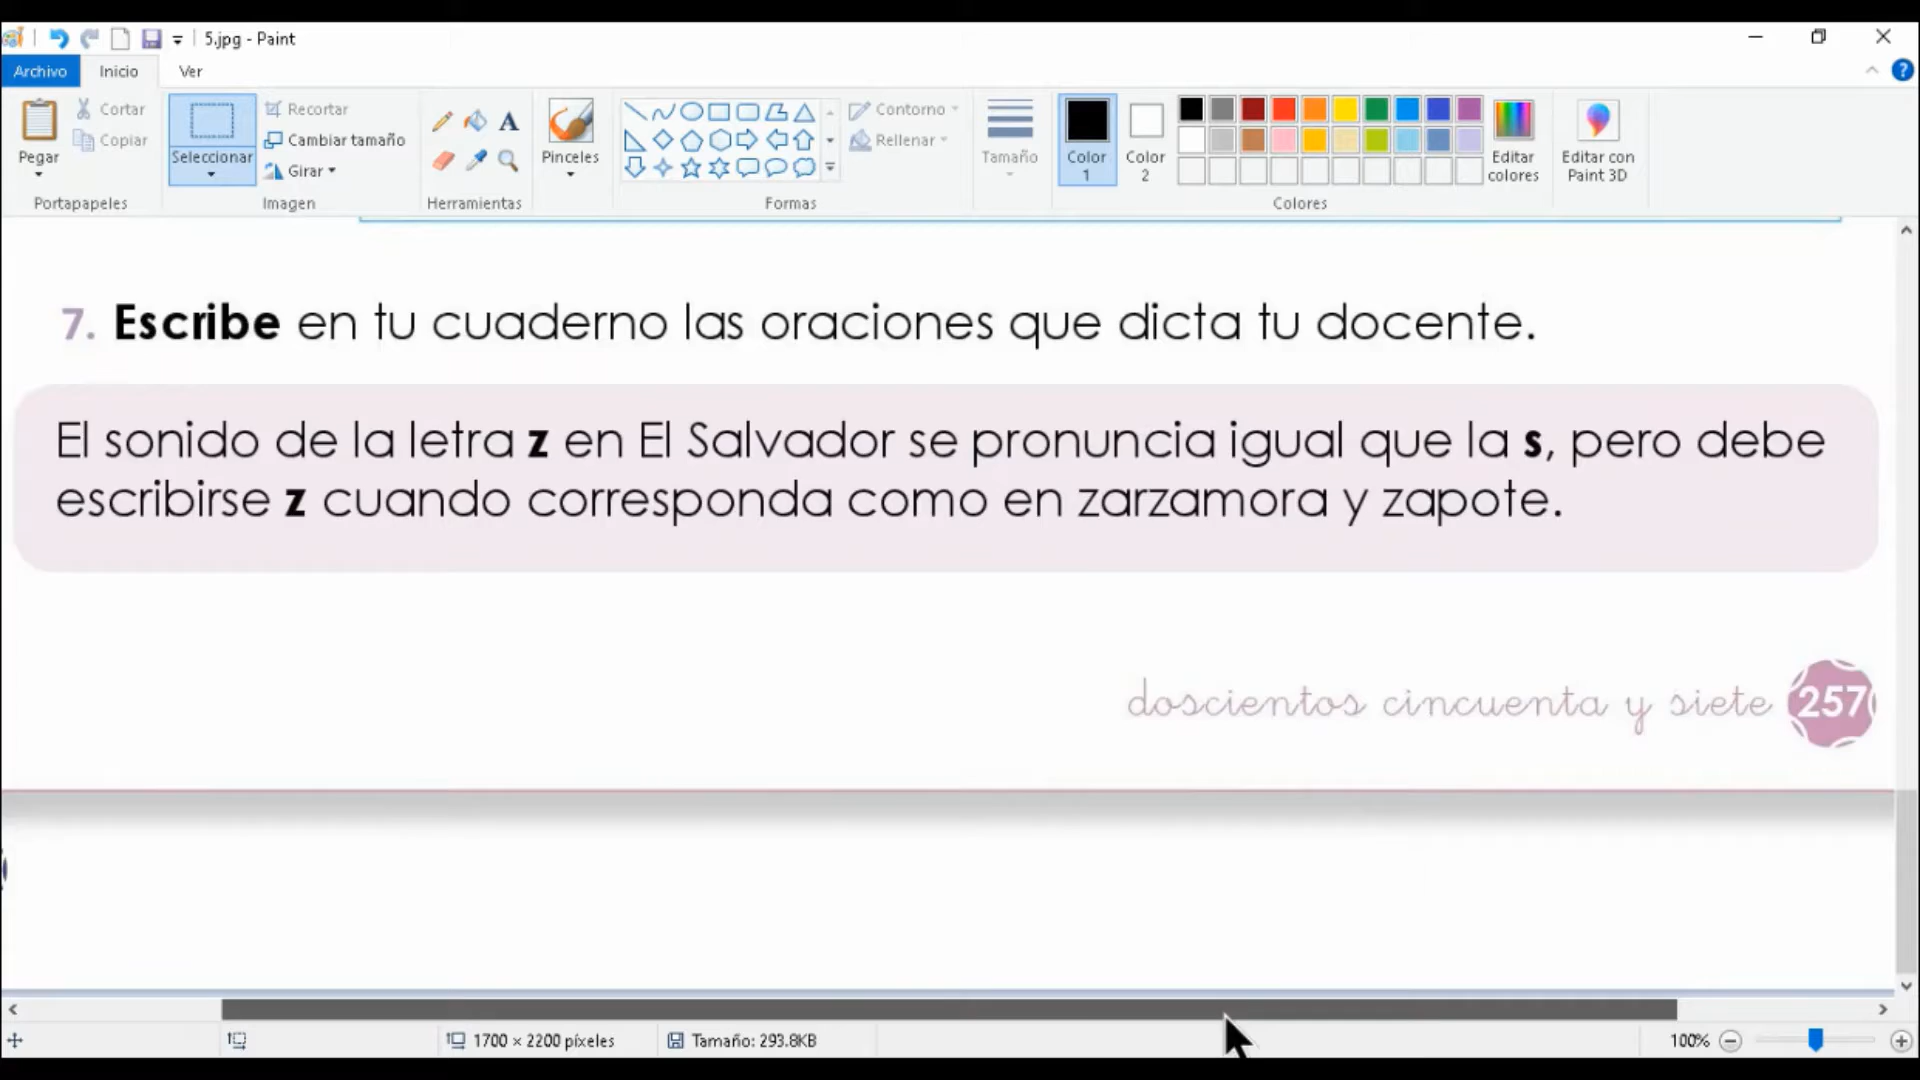 5.jpg - Paint
Archivo Inicio Ver
Pegar
Cortar
Copiar
Portapapeles
Seleccionar
Recortar
Cambiar tamaño
Girar
Imagen
A
Herramientas
Pinceles
Contorno
Rellenar
Formas
Tamaño
Color 1
Color 2
Editar colores
Colores
Editar con Paint 3D
7. Escribe en tu cuaderno las oraciones que dicta tu docente.
El sonido de la letra z en El Salvador se pronuncia igual que la s, pero debe
escribirse z cuando corresponda como en zarzamora y zapote.
doscientos cincuenta y siete 257
1700 × 2200 píxeles Tamaño: 293.8KB 100%